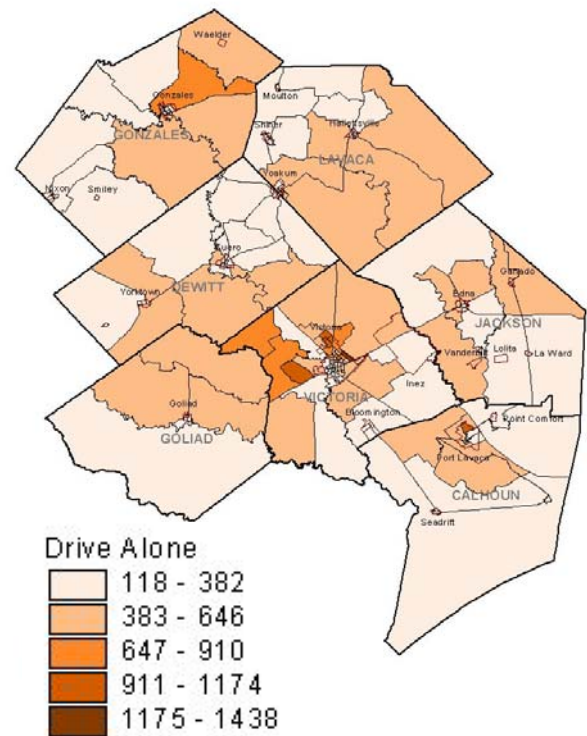 Waelder
Gonzales
GONZALES
Moulton
Shiner
Hallettsville
LAVACA
Yoakum
Nixon
Smiley
Cuero
DEWITT
Yorktown
Ganado
Edna
JACKSON
Victoria
Vanderbilt
Lolita
La Ward
VICTORIA
Inez
Goliad
GOLIAD
Bloomington
Point Comfort
Port Lavaca
CALHOUN
Seadrift
Drive Alone
118 - 382
383 - 646
647 - 910
911 - 1174
1175 - 1438